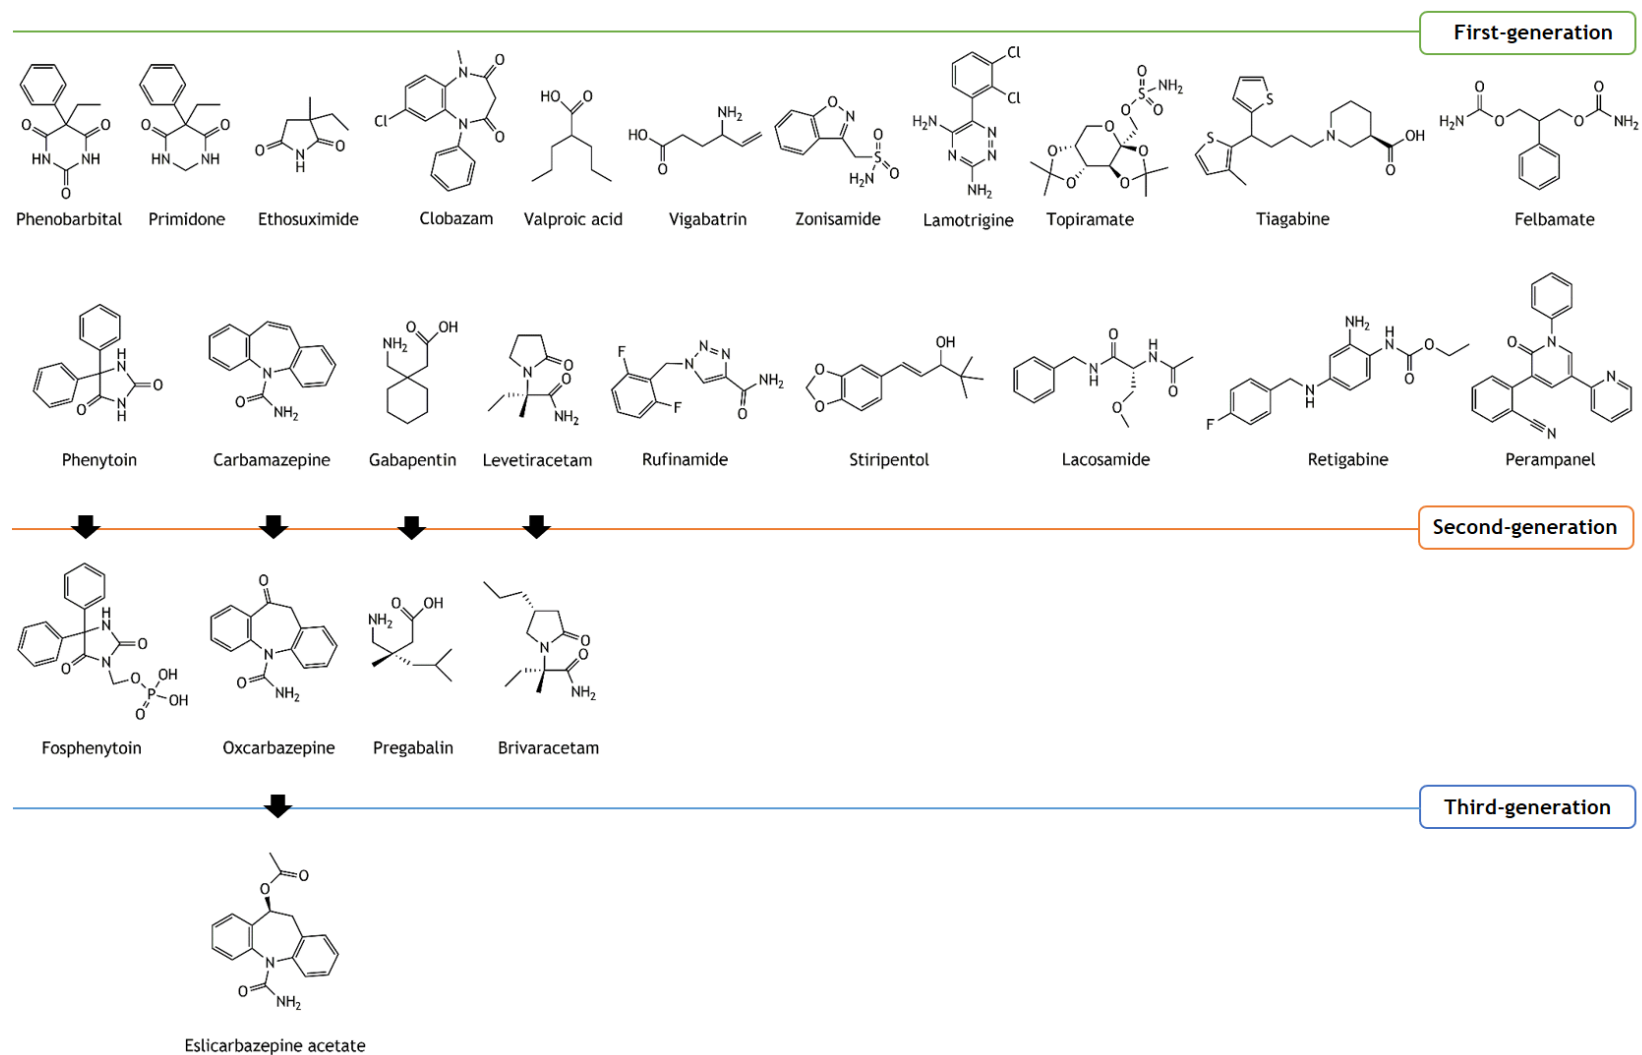 First-generation
Phenobarbital Primidone Ethosuximide Clobazam Valproic acid Vigabatrin Zonisamide Lamotrigine Topiramate Tiagabine Felbamate
Phenytoin Carbamazepine Gabapentin Levetiracetam Rufinamide Stiripentol Lacosamide Retigabine Perampanel
Second-generation
Fosphenytoin Oxcarbazepine Pregabalin Brivaracetam
Third-generation
Eslicarbazepine acetate